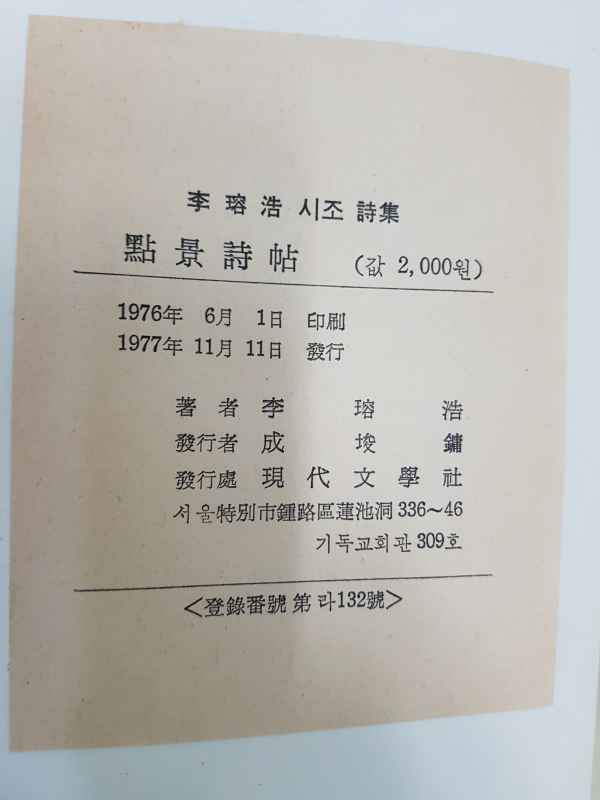 李瑢浩 시조 詩集
點景詩帖 (값 2,000원)
1976年 6月 1日 印刷
1977年 11月 11日 發行
著者 李瑢浩
發行者 成埈鏞
發行處 現代文學社
서울特別市鍾路區蓮池洞 336~46
기독교회관 309호
<登錄番號 第 라132號>